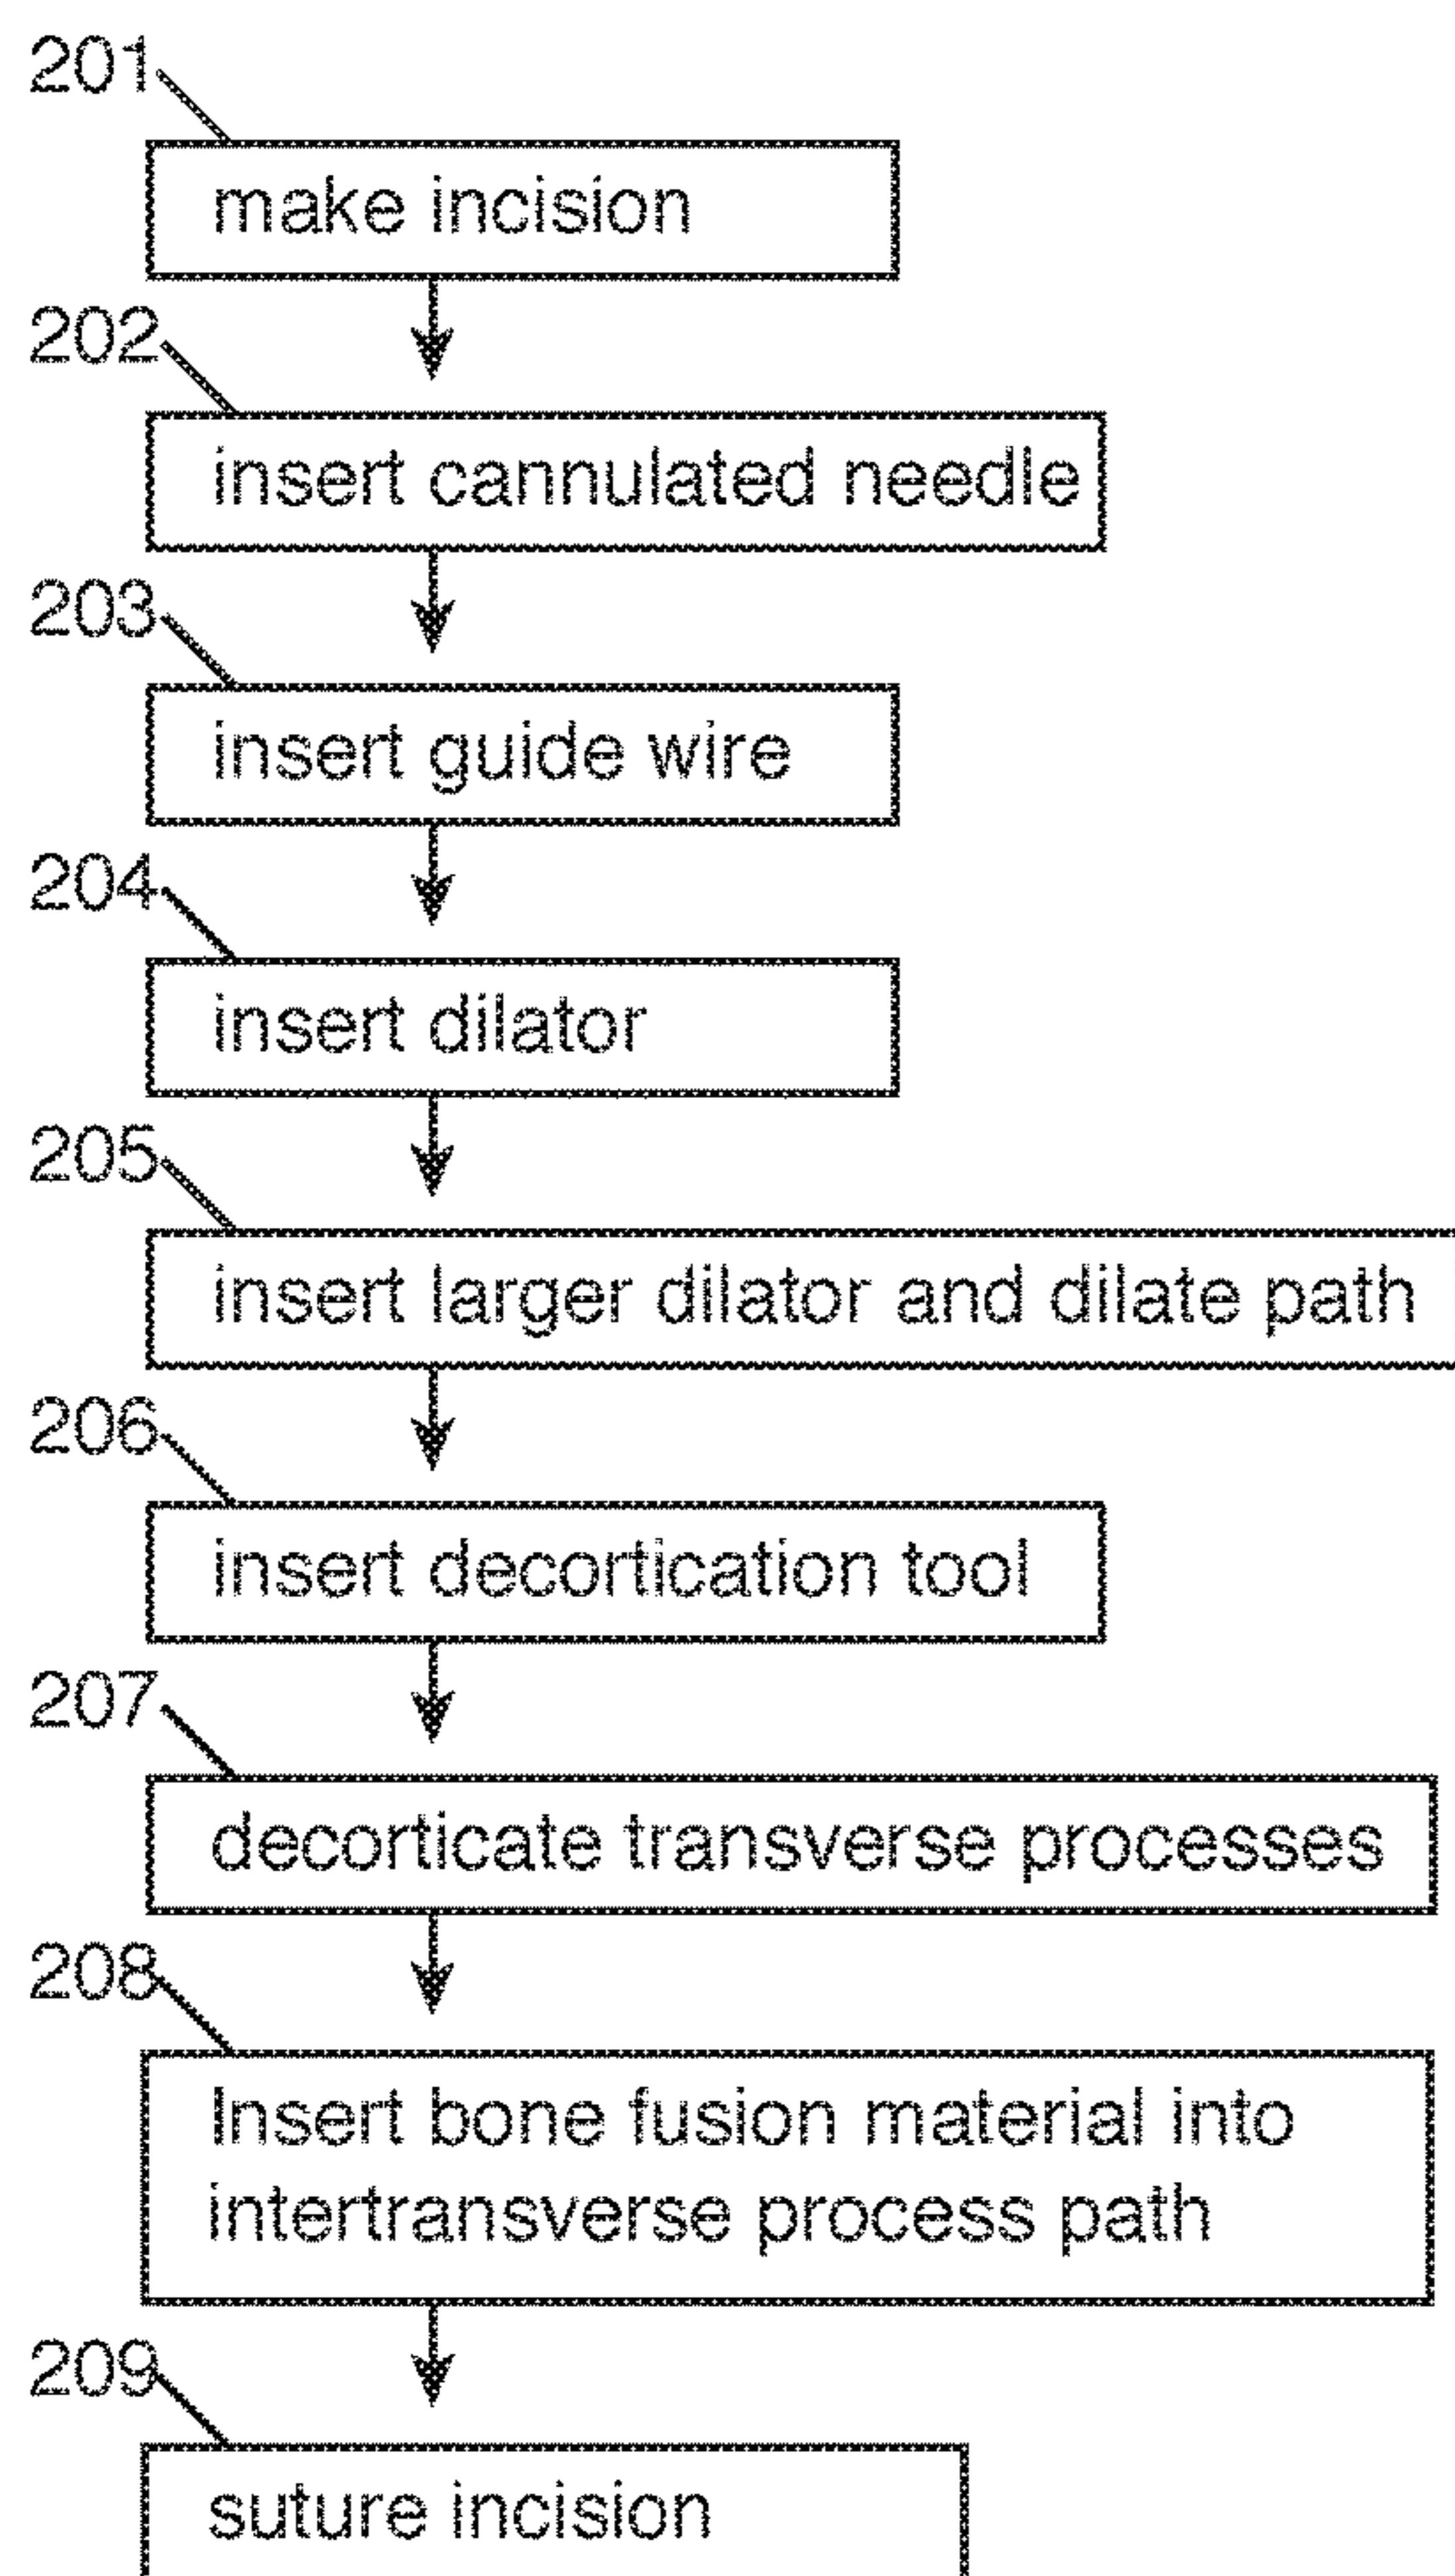 201
make incision
202
insert cannulated needle
203
insert guide wire
204
insert dilator
205
insert larger dilator and dilate path
206
insert decortication tool
207
decorticate transverse processes
208
Insert bone fusion material into
intertransverse process path
209
suture incision